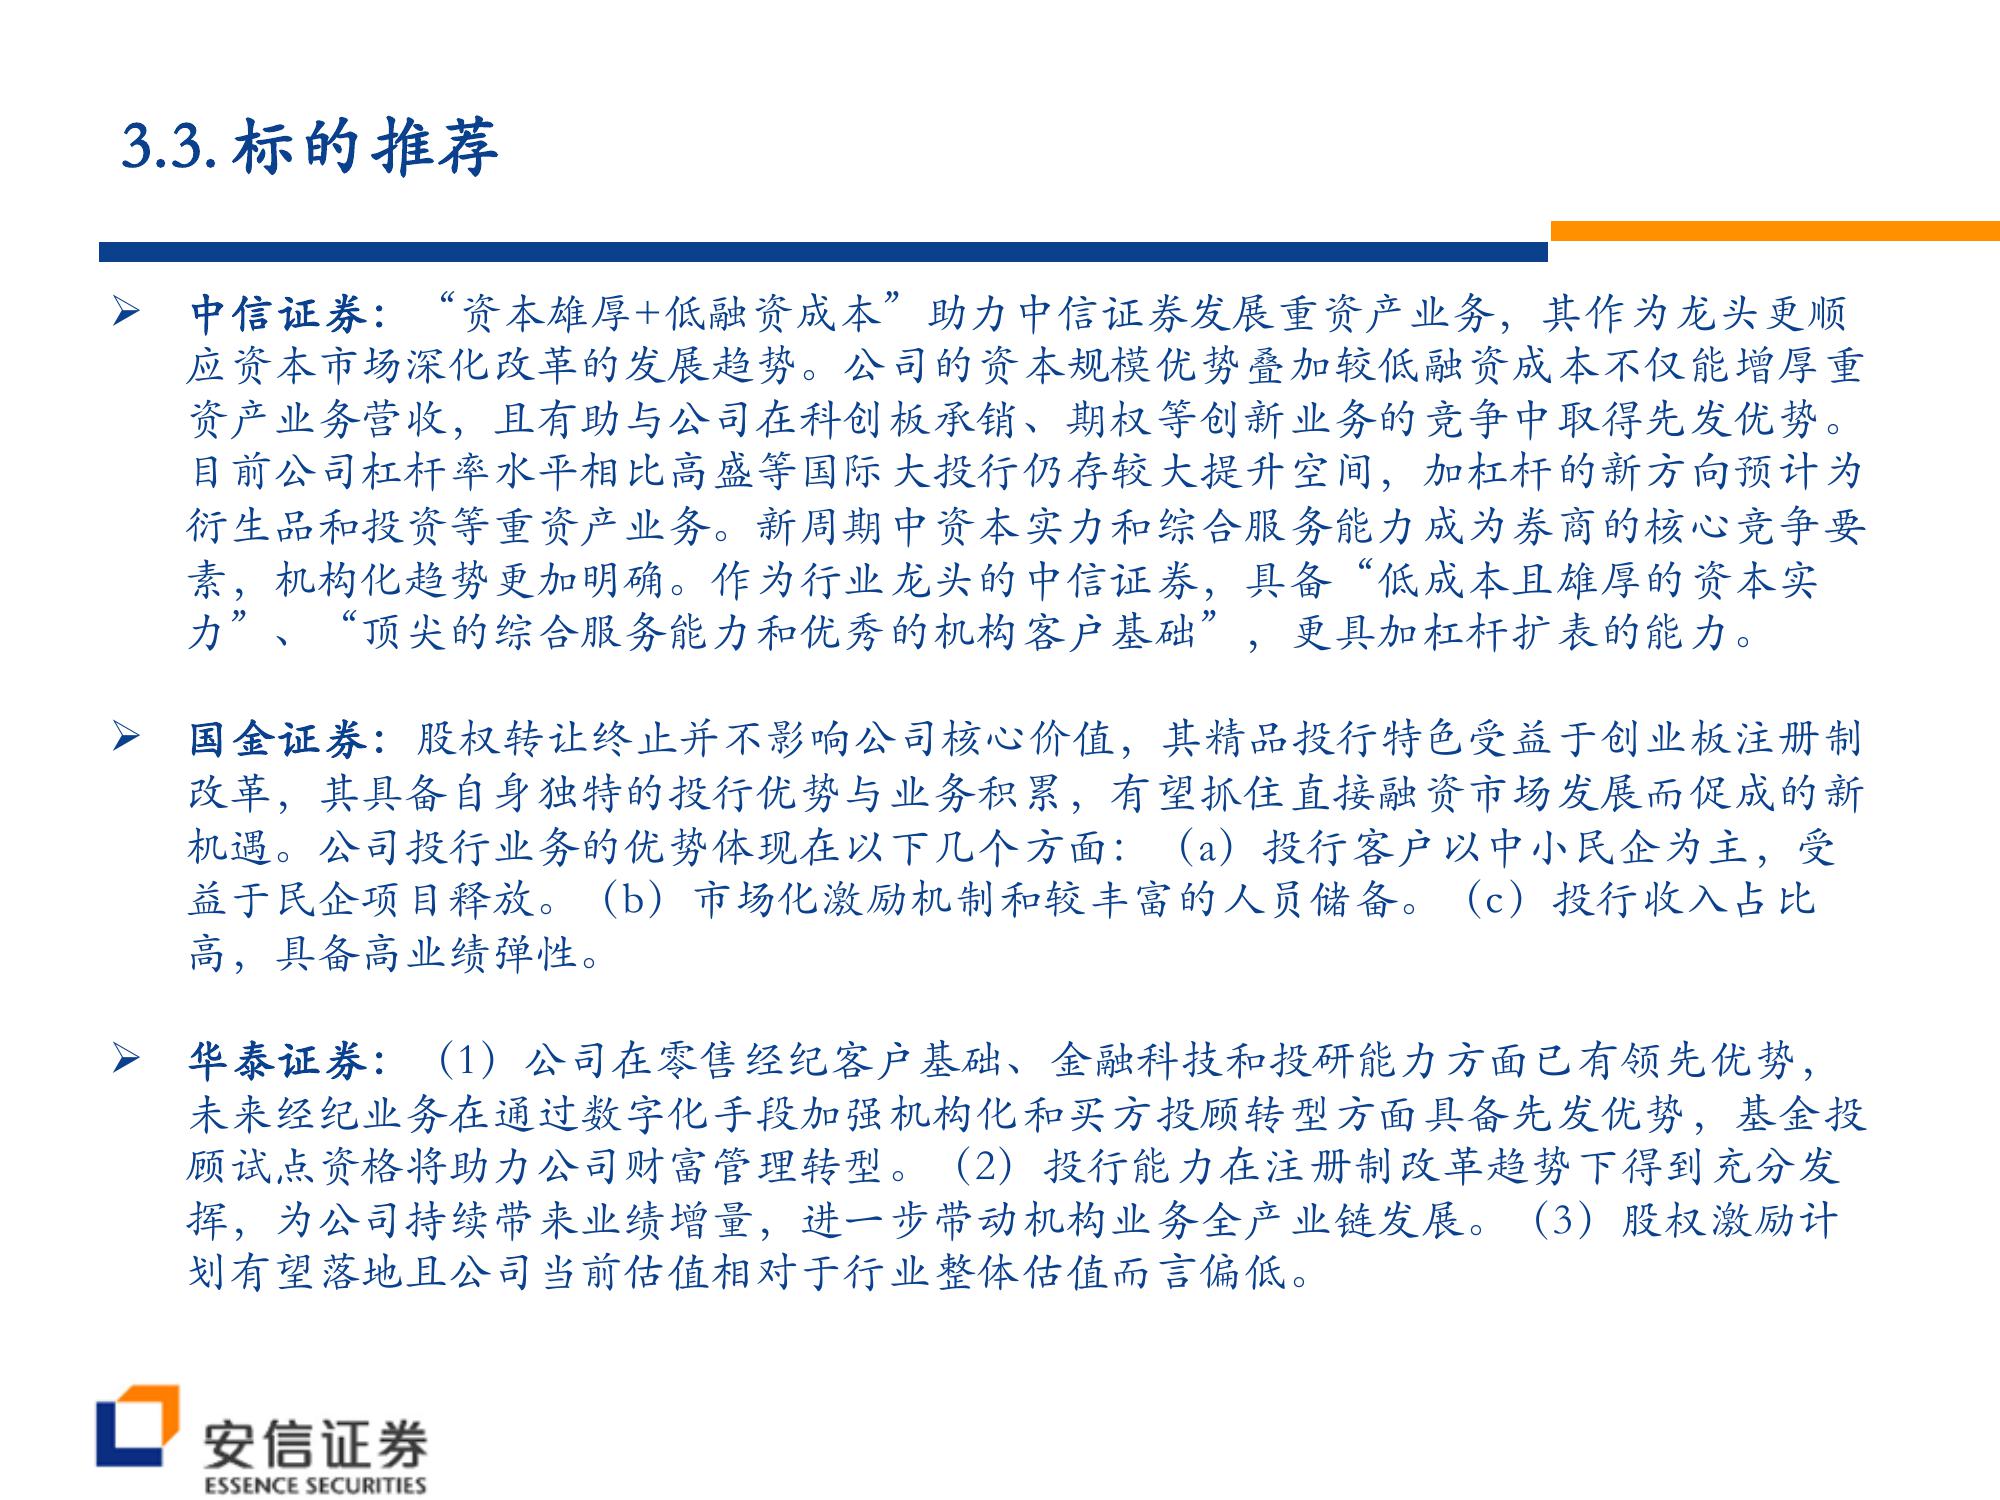 3.3.标的推荐
➢ 中信证券：“资本雄厚+低融资成本”助力中信证券发展重资产业务，其作为龙头更顺
应资本市场深化改革的发展趋势。公司的资本规模优势叠加较低融资成本不仅能增厚重
资产业务营收，且有助与公司在科创板承销、期权等创新业务的竞争中取得先发优势。
目前公司杠杆率水平相比高盛等国际大投行仍存较大提升空间，加杠杆的新方向预计为
衍生品和投资等重资产业务。新周期中资本实力和综合服务能力成为券商的核心竞争要
素，机构化趋势更加明确。作为行业龙头的中信证券，具备“低成本且雄厚的资本实
力”、“顶尖的综合服务能力和优秀的机构客户基础”，更具加杠杆扩表的能力。
➢ 国金证券：股权转让终止并不影响公司核心价值，其精品投行特色受益于创业板注册制
改革，其具备自身独特的投行优势与业务积累，有望抓住直接融资市场发展而促成的新
机遇。公司投行业务的优势体现在以下几个方面：（a）投行客户以中小民企为主，受
益于民企项目释放。（b）市场化激励机制和较丰富的人员储备。（c）投行收入占比
高，具备高业绩弹性。
➢ 华泰证券：（1）公司在零售经纪客户基础、金融科技和投研能力方面已有领先优势，
未来经纪业务在通过数字化手段加强机构化和买方投顾转型方面具备先发优势，基金投
顾试点资格将助力公司财富管理转型。（2）投行能力在注册制改革趋势下得到充分发
挥，为公司持续带来业绩增量，进一步带动机构业务全产业链发展。（3）股权激励计
划有望落地且公司当前估值相对于行业整体估值而言偏低。
安信证券
ESSENCE SECURITIES